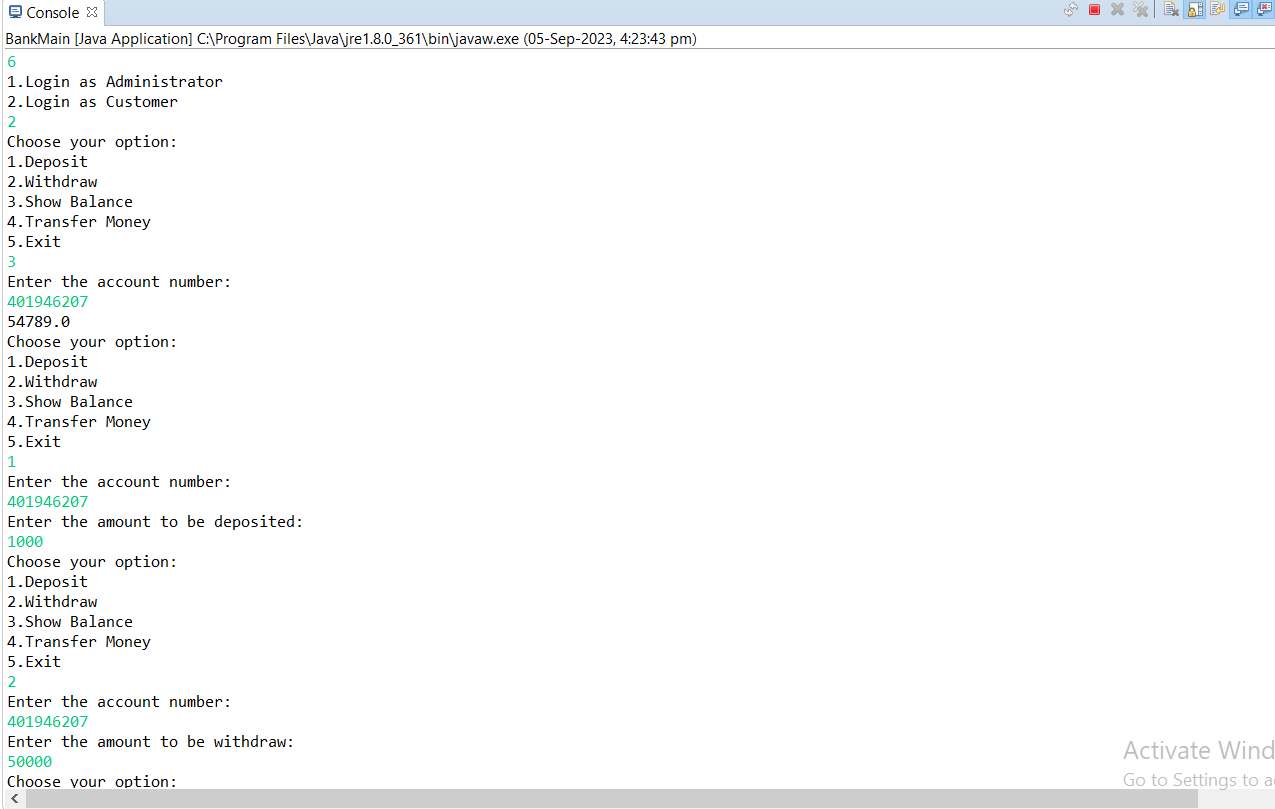 Console
BankMain [Java Application] C:\Program Files\Java\jre1.8.0_361\bin\javaw.exe (05-Sep-2023, 4:23:43 pm)
6
1.Login as Administrator
2.Login as Customer
2
Choose your option:
1.Deposit
2.Withdraw
3.Show Balance
4.Transfer Money
5.Exit
3
Enter the account number:
401946207
54789.0
Choose your option:
1.Deposit
2.Withdraw
3.Show Balance
4.Transfer Money
5.Exit
1
Enter the account number:
401946207
Enter the amount to be deposited:
1000
Choose your option:
1.Deposit
2.Withdraw
3.Show Balance
4.Transfer Money
5.Exit
2
Enter the account number:
401946207
Enter the amount to be withdraw:
50000
Choose your option:
Activate Wind
Go to Settings to a